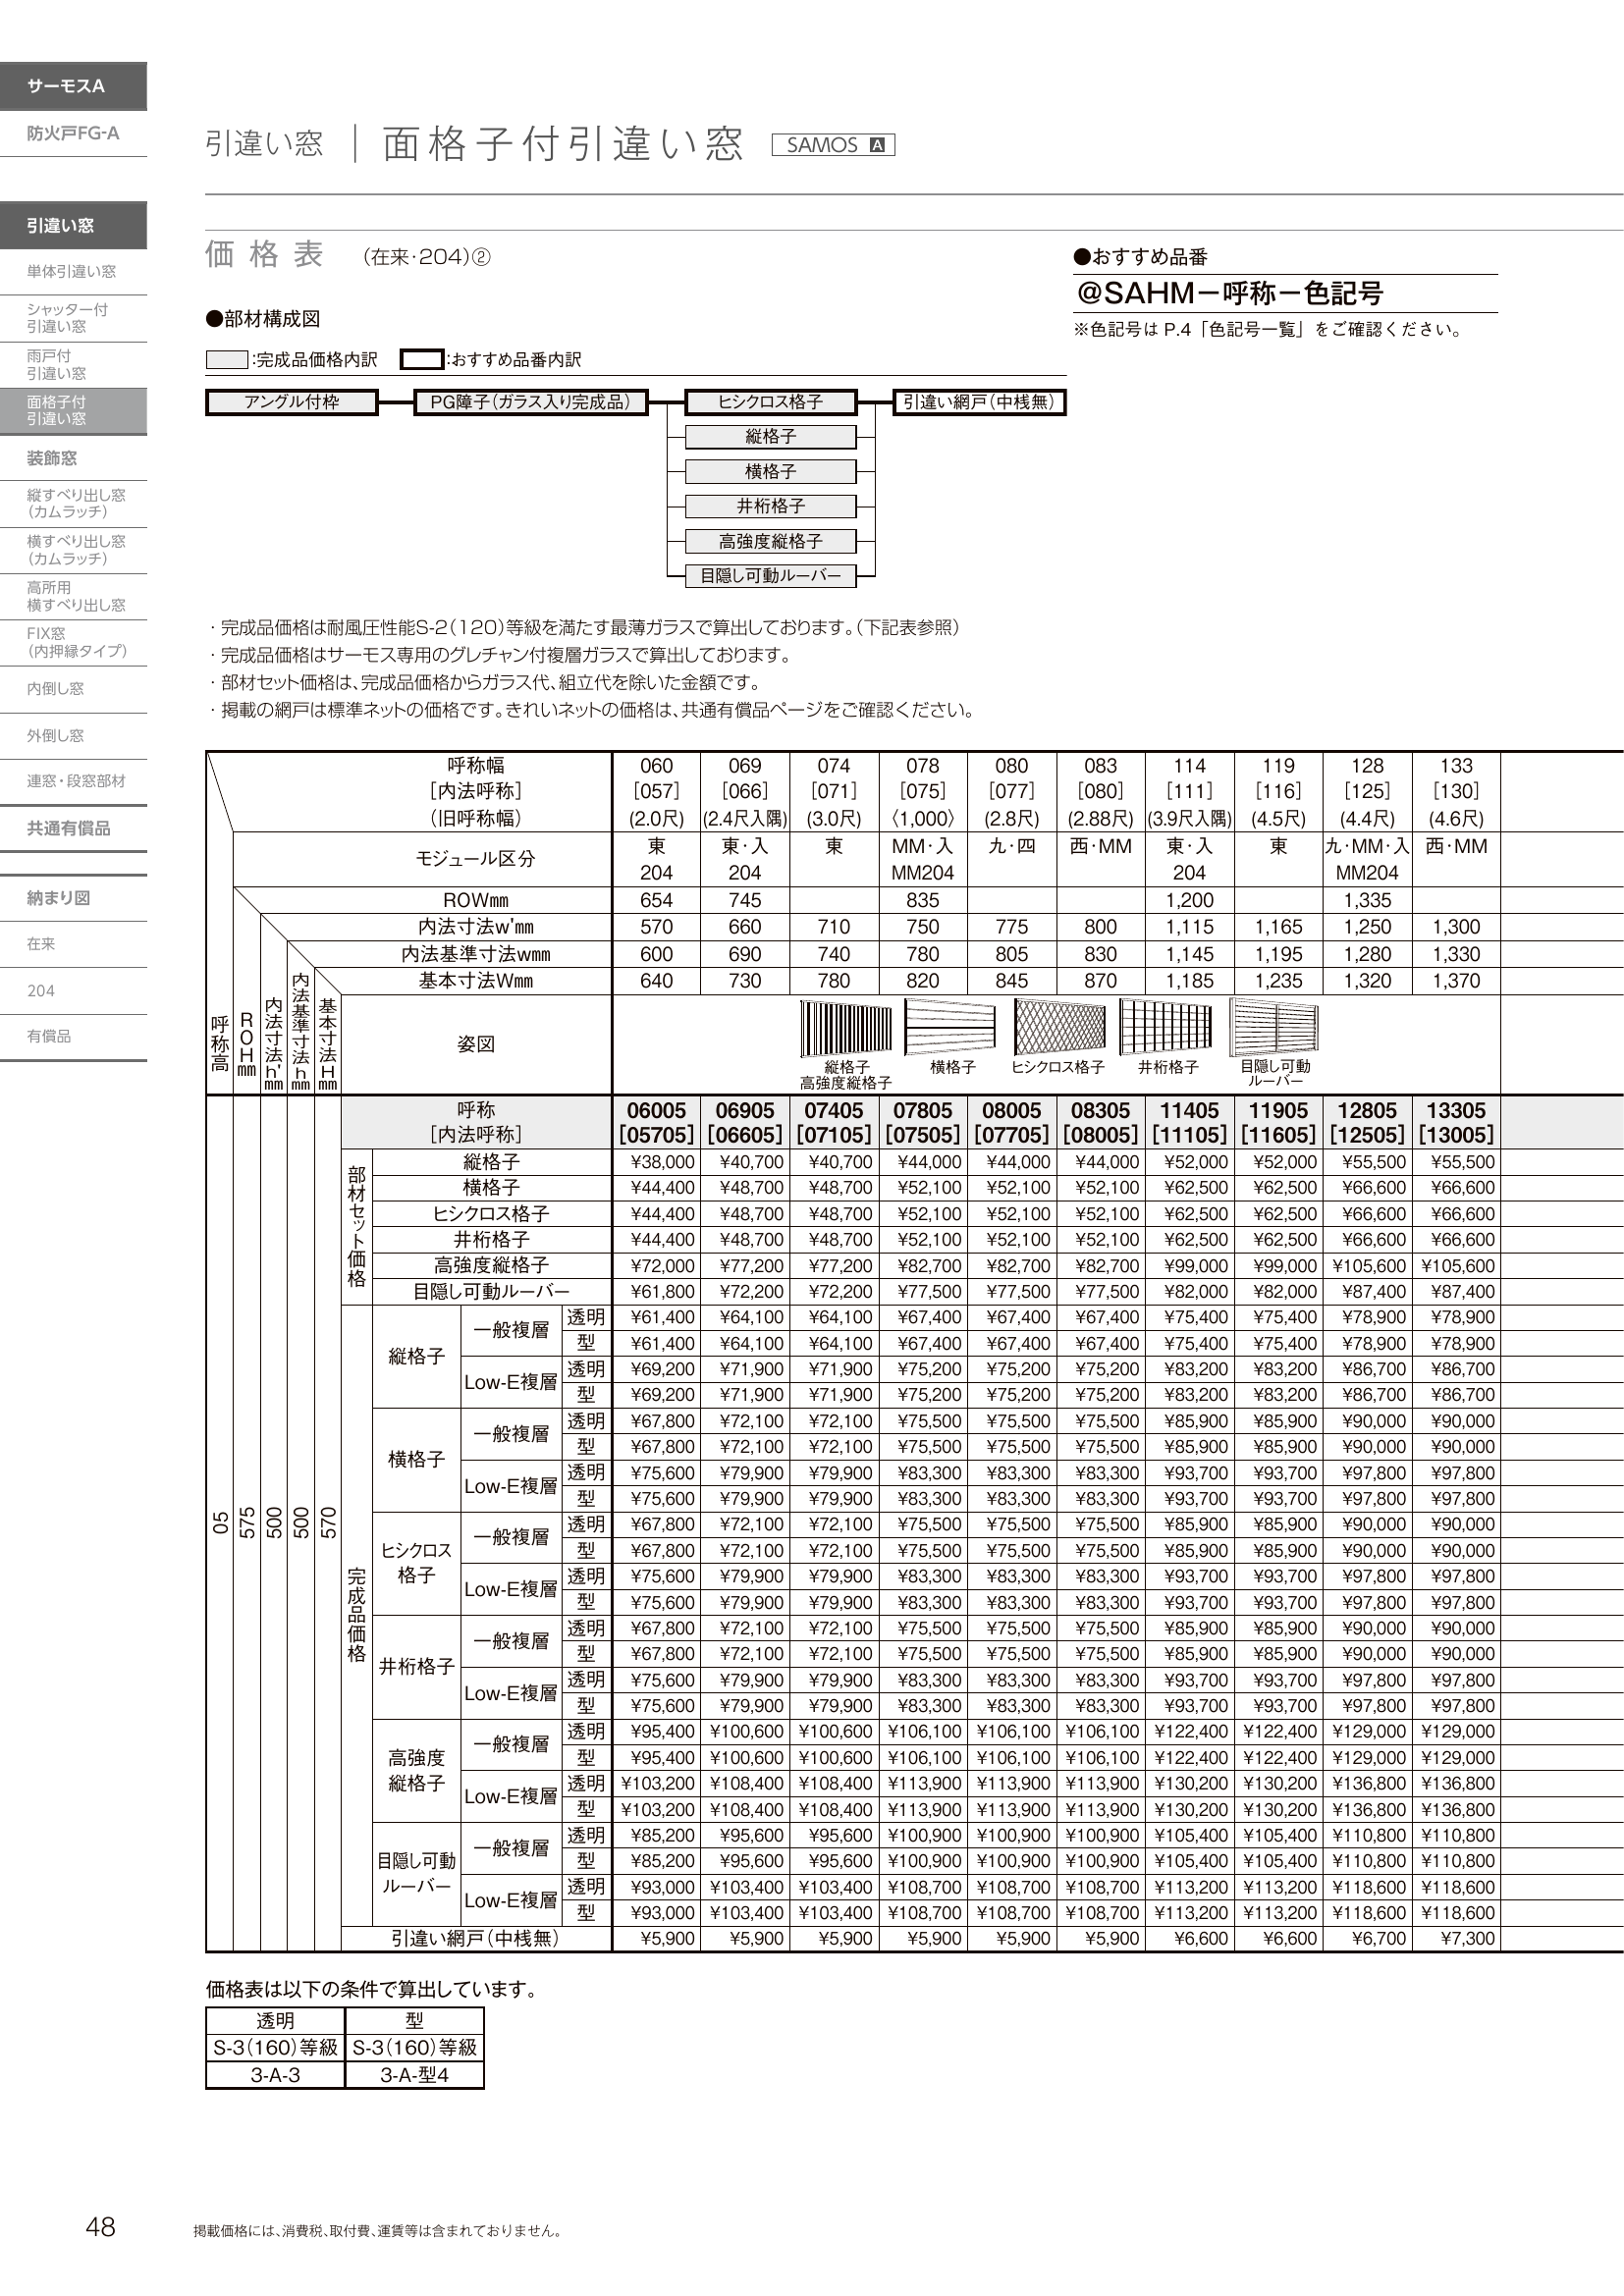 サーモスA
防火戸FG-A
引違い窓
単体引違い窓
シャッター付
引違い窓
雨戸付
引違い窓
面格子付
引違い窓
装飾窓
縦すべり出し窓
（カムラッチ）
横すべり出し窓
（カムラッチ）
高所用
横すべり出し窓
FIX窓
（内押縁タイプ）
内倒し窓
外倒し窓
連窓・段窓部材
共通有償品
納まり図
在来
204
有償品
引違い窓｜面格子付引違い窓 SAMOS A
価格表 （在来･204）②
●おすすめ品番
@SAHM－呼称－色記号
※色記号は P.4「色記号一覧」をご確認ください。
●部材構成図
：完成品価格内訳 ：おすすめ品番内訳
アングル付枠 PG障子（ガラス入り完成品） ヒシクロス格子 引違い網戸（中桟無）
縦格子
横格子
井桁格子
高強度縦格子
目隠し可動ルーバー
・完成品価格は耐風圧性能S-2（120）等級を満たす最薄ガラスで算出しております。（下記表参照）
・完成品価格はサーモス専用のグレチャン付複層ガラスで算出しております。
・部材セット価格は、完成品価格からガラス代、組立代を除いた金額です。
・掲載の網戸は標準ネットの価格です。きれいネットの価格は、共通有償品ページをご確認ください。
呼称幅 060 069 074 078 080 083 114 119 128 133
［内法呼称］ ［057］ ［066］ ［071］ ［075］ ［077］ ［080］ ［111］ ［116］ ［125］ ［130］
（旧呼称幅） (2.0尺) (2.4尺入隅) (3.0尺) 〈1,000〉 (2.8尺) (2.88尺) (3.9尺入隅) (4.5尺) (4.4尺) (4.6尺)
モジュール区分 東 東･入 東 MM･入 九･四 西･MM 東･入 東 九･MM･入 西･MM
204 204 MM204 204 MM204
ROW㎜ 654 745 835 1,200 1,335
内法寸法w'㎜ 570 660 710 750 775 800 1,115 1,165 1,250 1,300
内法基準寸法w㎜ 600 690 740 780 805 830 1,145 1,195 1,280 1,330
基本寸法W㎜ 640 730 780 820 845 870 1,185 1,235 1,320 1,370
呼称高 ROH㎜ 内法寸法h'㎜ 内法基準寸法h㎜ 基本寸法H㎜
姿図
縦格子 横格子 ヒシクロス格子 井桁格子 目隠し可動
高強度縦格子 ルーバー
呼称 06005 06905 07405 07805 08005 08305 11405 11905 12805 13305
［内法呼称］ ［05705］ ［06605］ ［07105］ ［07505］ ［07705］ ［08005］ ［11105］ ［11605］ ［12505］ ［13005］
05 575 500 500 570
部材セット価格
縦格子 ¥38,000 ¥40,700 ¥40,700 ¥44,000 ¥44,000 ¥44,000 ¥52,000 ¥52,000 ¥55,500 ¥55,500
横格子 ¥44,400 ¥48,700 ¥48,700 ¥52,100 ¥52,100 ¥52,100 ¥62,500 ¥62,500 ¥66,600 ¥66,600
ヒシクロス格子 ¥44,400 ¥48,700 ¥48,700 ¥52,100 ¥52,100 ¥52,100 ¥62,500 ¥62,500 ¥66,600 ¥66,600
井桁格子 ¥44,400 ¥48,700 ¥48,700 ¥52,100 ¥52,100 ¥52,100 ¥62,500 ¥62,500 ¥66,600 ¥66,600
高強度縦格子 ¥72,000 ¥77,200 ¥77,200 ¥82,700 ¥82,700 ¥82,700 ¥99,000 ¥99,000 ¥105,600 ¥105,600
目隠し可動ルーバー ¥61,800 ¥72,200 ¥72,200 ¥77,500 ¥77,500 ¥77,500 ¥82,000 ¥82,000 ¥87,400 ¥87,400
完成品価格
縦格子 一般複層 透明 ¥61,400 ¥64,100 ¥64,100 ¥67,400 ¥67,400 ¥67,400 ¥75,400 ¥75,400 ¥78,900 ¥78,900
型 ¥61,400 ¥64,100 ¥64,100 ¥67,400 ¥67,400 ¥67,400 ¥75,400 ¥75,400 ¥78,900 ¥78,900
Low-E複層 透明 ¥69,200 ¥71,900 ¥71,900 ¥75,200 ¥75,200 ¥75,200 ¥83,200 ¥83,200 ¥86,700 ¥86,700
型 ¥69,200 ¥71,900 ¥71,900 ¥75,200 ¥75,200 ¥75,200 ¥83,200 ¥83,200 ¥86,700 ¥86,700
横格子 一般複層 透明 ¥67,800 ¥72,100 ¥72,100 ¥75,500 ¥75,500 ¥75,500 ¥85,900 ¥85,900 ¥90,000 ¥90,000
型 ¥67,800 ¥72,100 ¥72,100 ¥75,500 ¥75,500 ¥75,500 ¥85,900 ¥85,900 ¥90,000 ¥90,000
Low-E複層 透明 ¥75,600 ¥79,900 ¥79,900 ¥83,300 ¥83,300 ¥83,300 ¥93,700 ¥93,700 ¥97,800 ¥97,800
型 ¥75,600 ¥79,900 ¥79,900 ¥83,300 ¥83,300 ¥83,300 ¥93,700 ¥93,700 ¥97,800 ¥97,800
ヒシクロス格子 一般複層 透明 ¥67,800 ¥72,100 ¥72,100 ¥75,500 ¥75,500 ¥75,500 ¥85,900 ¥85,900 ¥90,000 ¥90,000
型 ¥67,800 ¥72,100 ¥72,100 ¥75,500 ¥75,500 ¥75,500 ¥85,900 ¥85,900 ¥90,000 ¥90,000
Low-E複層 透明 ¥75,600 ¥79,900 ¥79,900 ¥83,300 ¥83,300 ¥83,300 ¥93,700 ¥93,700 ¥97,800 ¥97,800
型 ¥75,600 ¥79,900 ¥79,900 ¥83,300 ¥83,300 ¥83,300 ¥93,700 ¥93,700 ¥97,800 ¥97,800
井桁格子 一般複層 透明 ¥67,800 ¥72,100 ¥72,100 ¥75,500 ¥75,500 ¥75,500 ¥85,900 ¥85,900 ¥90,000 ¥90,000
型 ¥67,800 ¥72,100 ¥72,100 ¥75,500 ¥75,500 ¥75,500 ¥85,900 ¥85,900 ¥90,000 ¥90,000
Low-E複層 透明 ¥75,600 ¥79,900 ¥79,900 ¥83,300 ¥83,300 ¥83,300 ¥93,700 ¥93,700 ¥97,800 ¥97,800
型 ¥75,600 ¥79,900 ¥79,900 ¥83,300 ¥83,300 ¥83,300 ¥93,700 ¥93,700 ¥97,800 ¥97,800
高強度縦格子 一般複層 透明 ¥95,400 ¥100,600 ¥100,600 ¥106,100 ¥106,100 ¥106,100 ¥122,400 ¥122,400 ¥129,000 ¥129,000
型 ¥95,400 ¥100,600 ¥100,600 ¥106,100 ¥106,100 ¥106,100 ¥122,400 ¥122,400 ¥129,000 ¥129,000
Low-E複層 透明 ¥103,200 ¥108,400 ¥108,400 ¥113,900 ¥113,900 ¥113,900 ¥130,200 ¥130,200 ¥136,800 ¥136,800
型 ¥103,200 ¥108,400 ¥108,400 ¥113,900 ¥113,900 ¥113,900 ¥130,200 ¥130,200 ¥136,800 ¥136,800
目隠し可動ルーバー 一般複層 透明 ¥85,200 ¥95,600 ¥95,600 ¥100,900 ¥100,900 ¥100,900 ¥105,400 ¥105,400 ¥110,800 ¥110,800
型 ¥85,200 ¥95,600 ¥95,600 ¥100,900 ¥100,900 ¥100,900 ¥105,400 ¥105,400 ¥110,800 ¥110,800
Low-E複層 透明 ¥93,000 ¥103,400 ¥103,400 ¥108,700 ¥108,700 ¥108,700 ¥113,200 ¥113,200 ¥118,600 ¥118,600
型 ¥93,000 ¥103,400 ¥103,400 ¥108,700 ¥108,700 ¥108,700 ¥113,200 ¥113,200 ¥118,600 ¥118,600
引違い網戸（中桟無） ¥5,900 ¥5,900 ¥5,900 ¥5,900 ¥5,900 ¥5,900 ¥6,600 ¥6,600 ¥6,700 ¥7,300
価格表は以下の条件で算出しています。
透明 型
S-3（160）等級 S-3（160）等級
3-A-3 3-A-型4
48
掲載価格には、消費税、取付費、運賃等は含まれておりません。